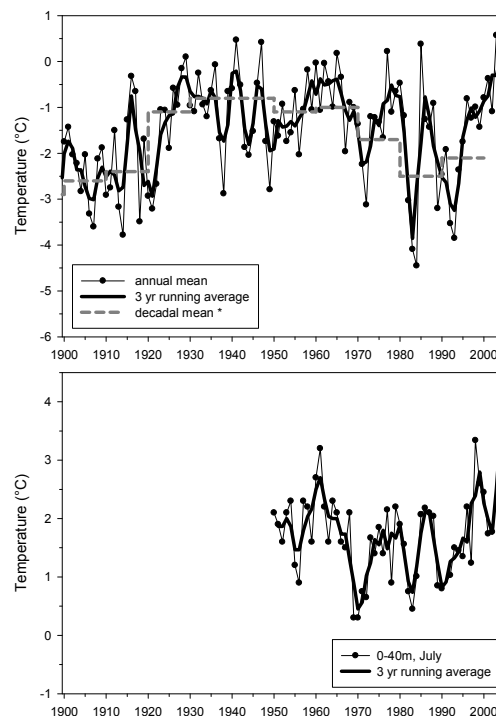 1
0
-1
-2
-3
-4
-5
-6
Temperature (°C)
annual mean
3 yr running average
decadal mean *
1900 1910 1920 1930 1940 1950 1960 1970 1980 1990 2000
4
3
2
1
0
-1
Temperature (°C)
0-40m, July
3 yr running average
1900 1910 1920 1930 1940 1950 1960 1970 1980 1990 2000